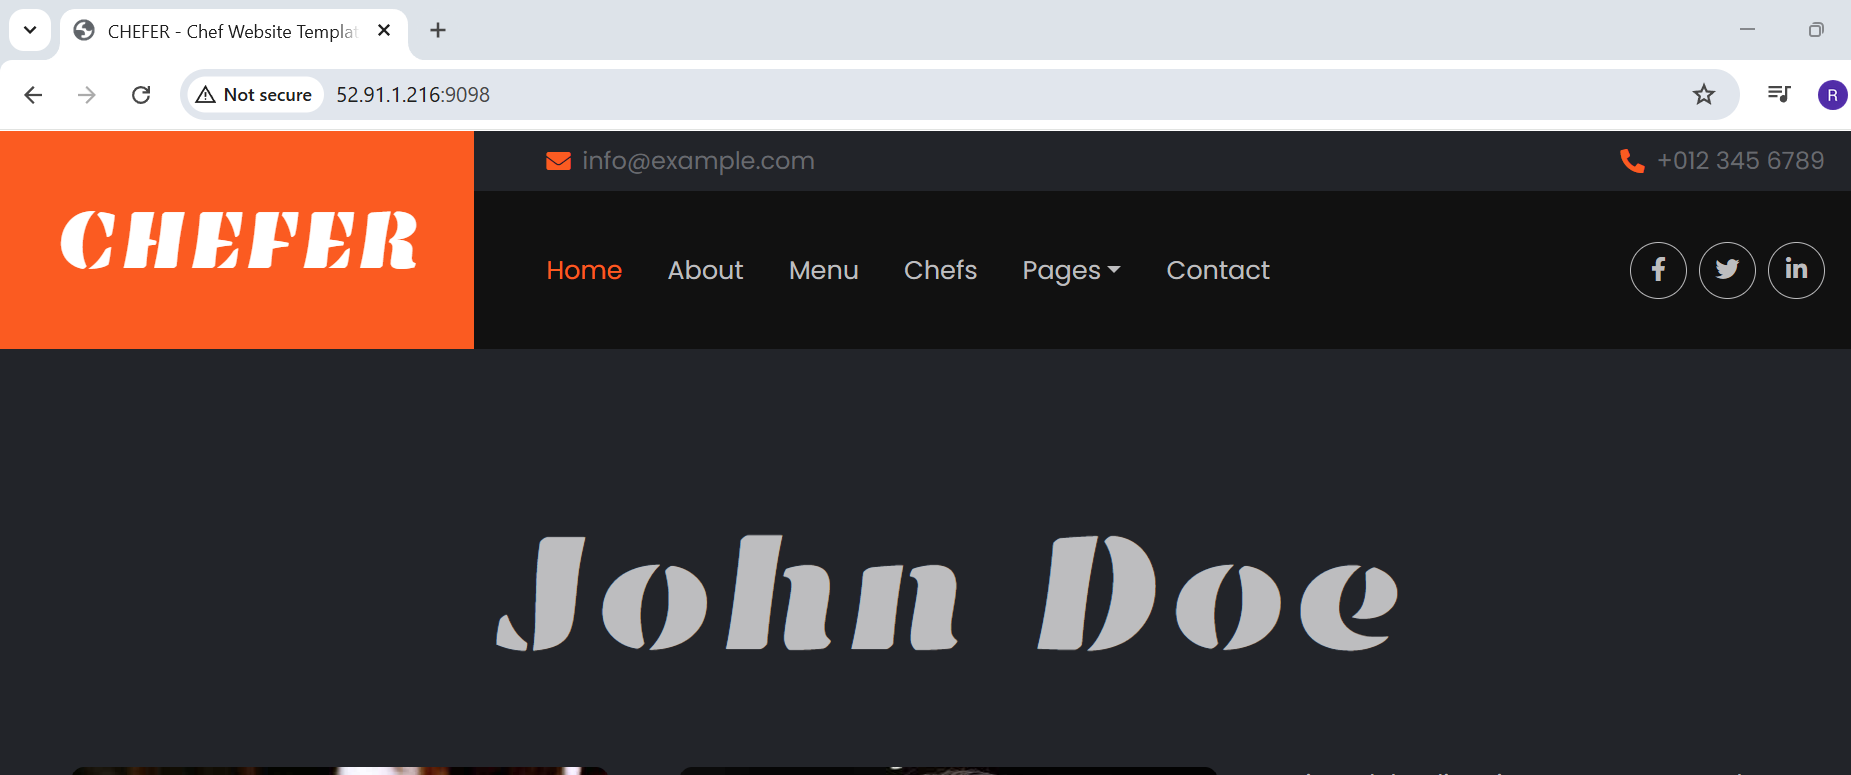 CHEFER - Chef Website Templat
Not secure 52.91.1.216:9098
R
info@example.com +012 345 6789
CHEFER
Home About Menu Chefs Pages Contact
John Doe